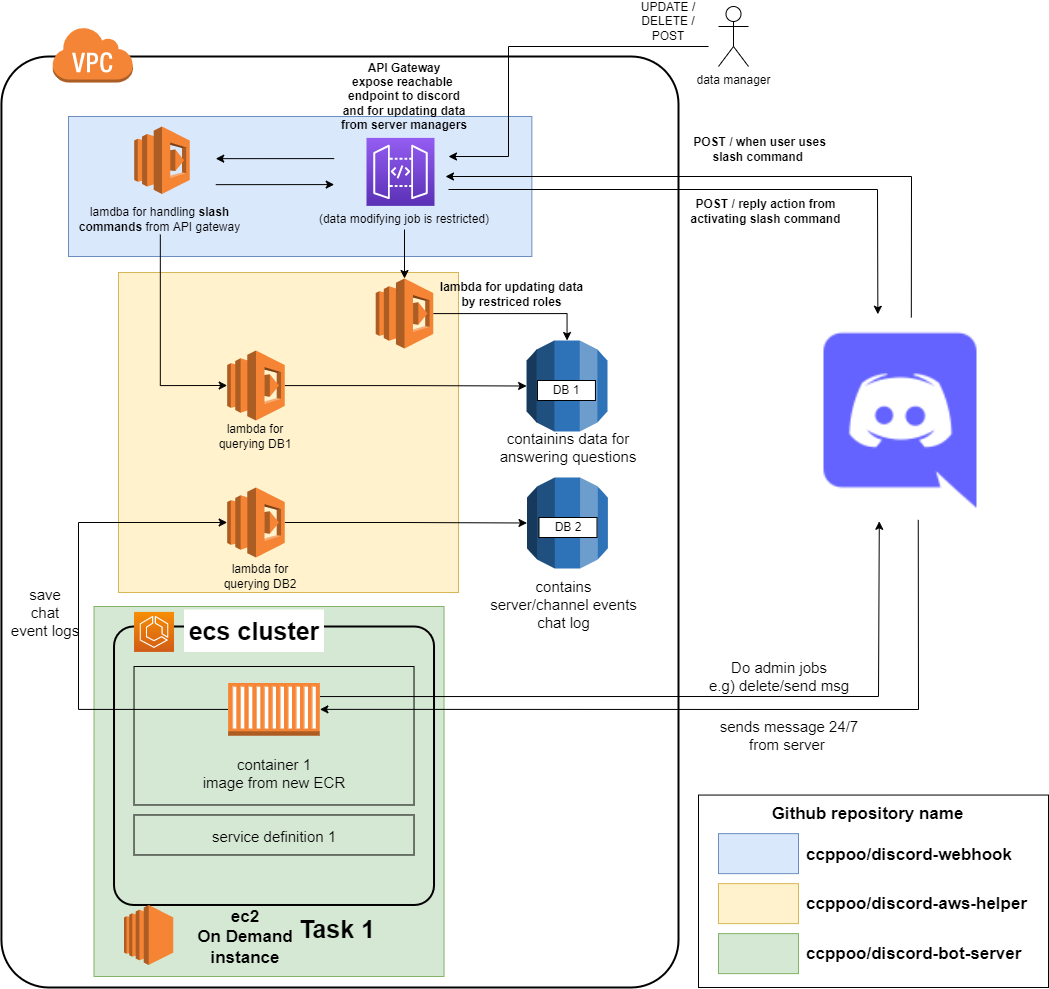 UPDATE /
DELETE /
POST
data manager
VPC
API Gateway
expose reachable
endpoint to discord
and for updating data
from server managers
lamdba for handling slash
commands from API gateway
</>
(data modifying job is restricted)
POST / when user uses
slash command
POST / reply action from
activating slash command
lambda for updating data
by restriced roles
lambda for
querying DB1
DB 1
containins data for
answering questions
lambda for
querying DB2
DB 2
contains
server/channel events
chat log
save
chat
event logs
ecs cluster
container 1
image from new ECR
service definition 1
ec2
On Demand
instance
Task 1
Do admin jobs
e.g) delete/send msg
sends message 24/7
from server
Github repository name
ccppoo/discord-webhook
ccppoo/discord-aws-helper
ccppoo/discord-bot-server